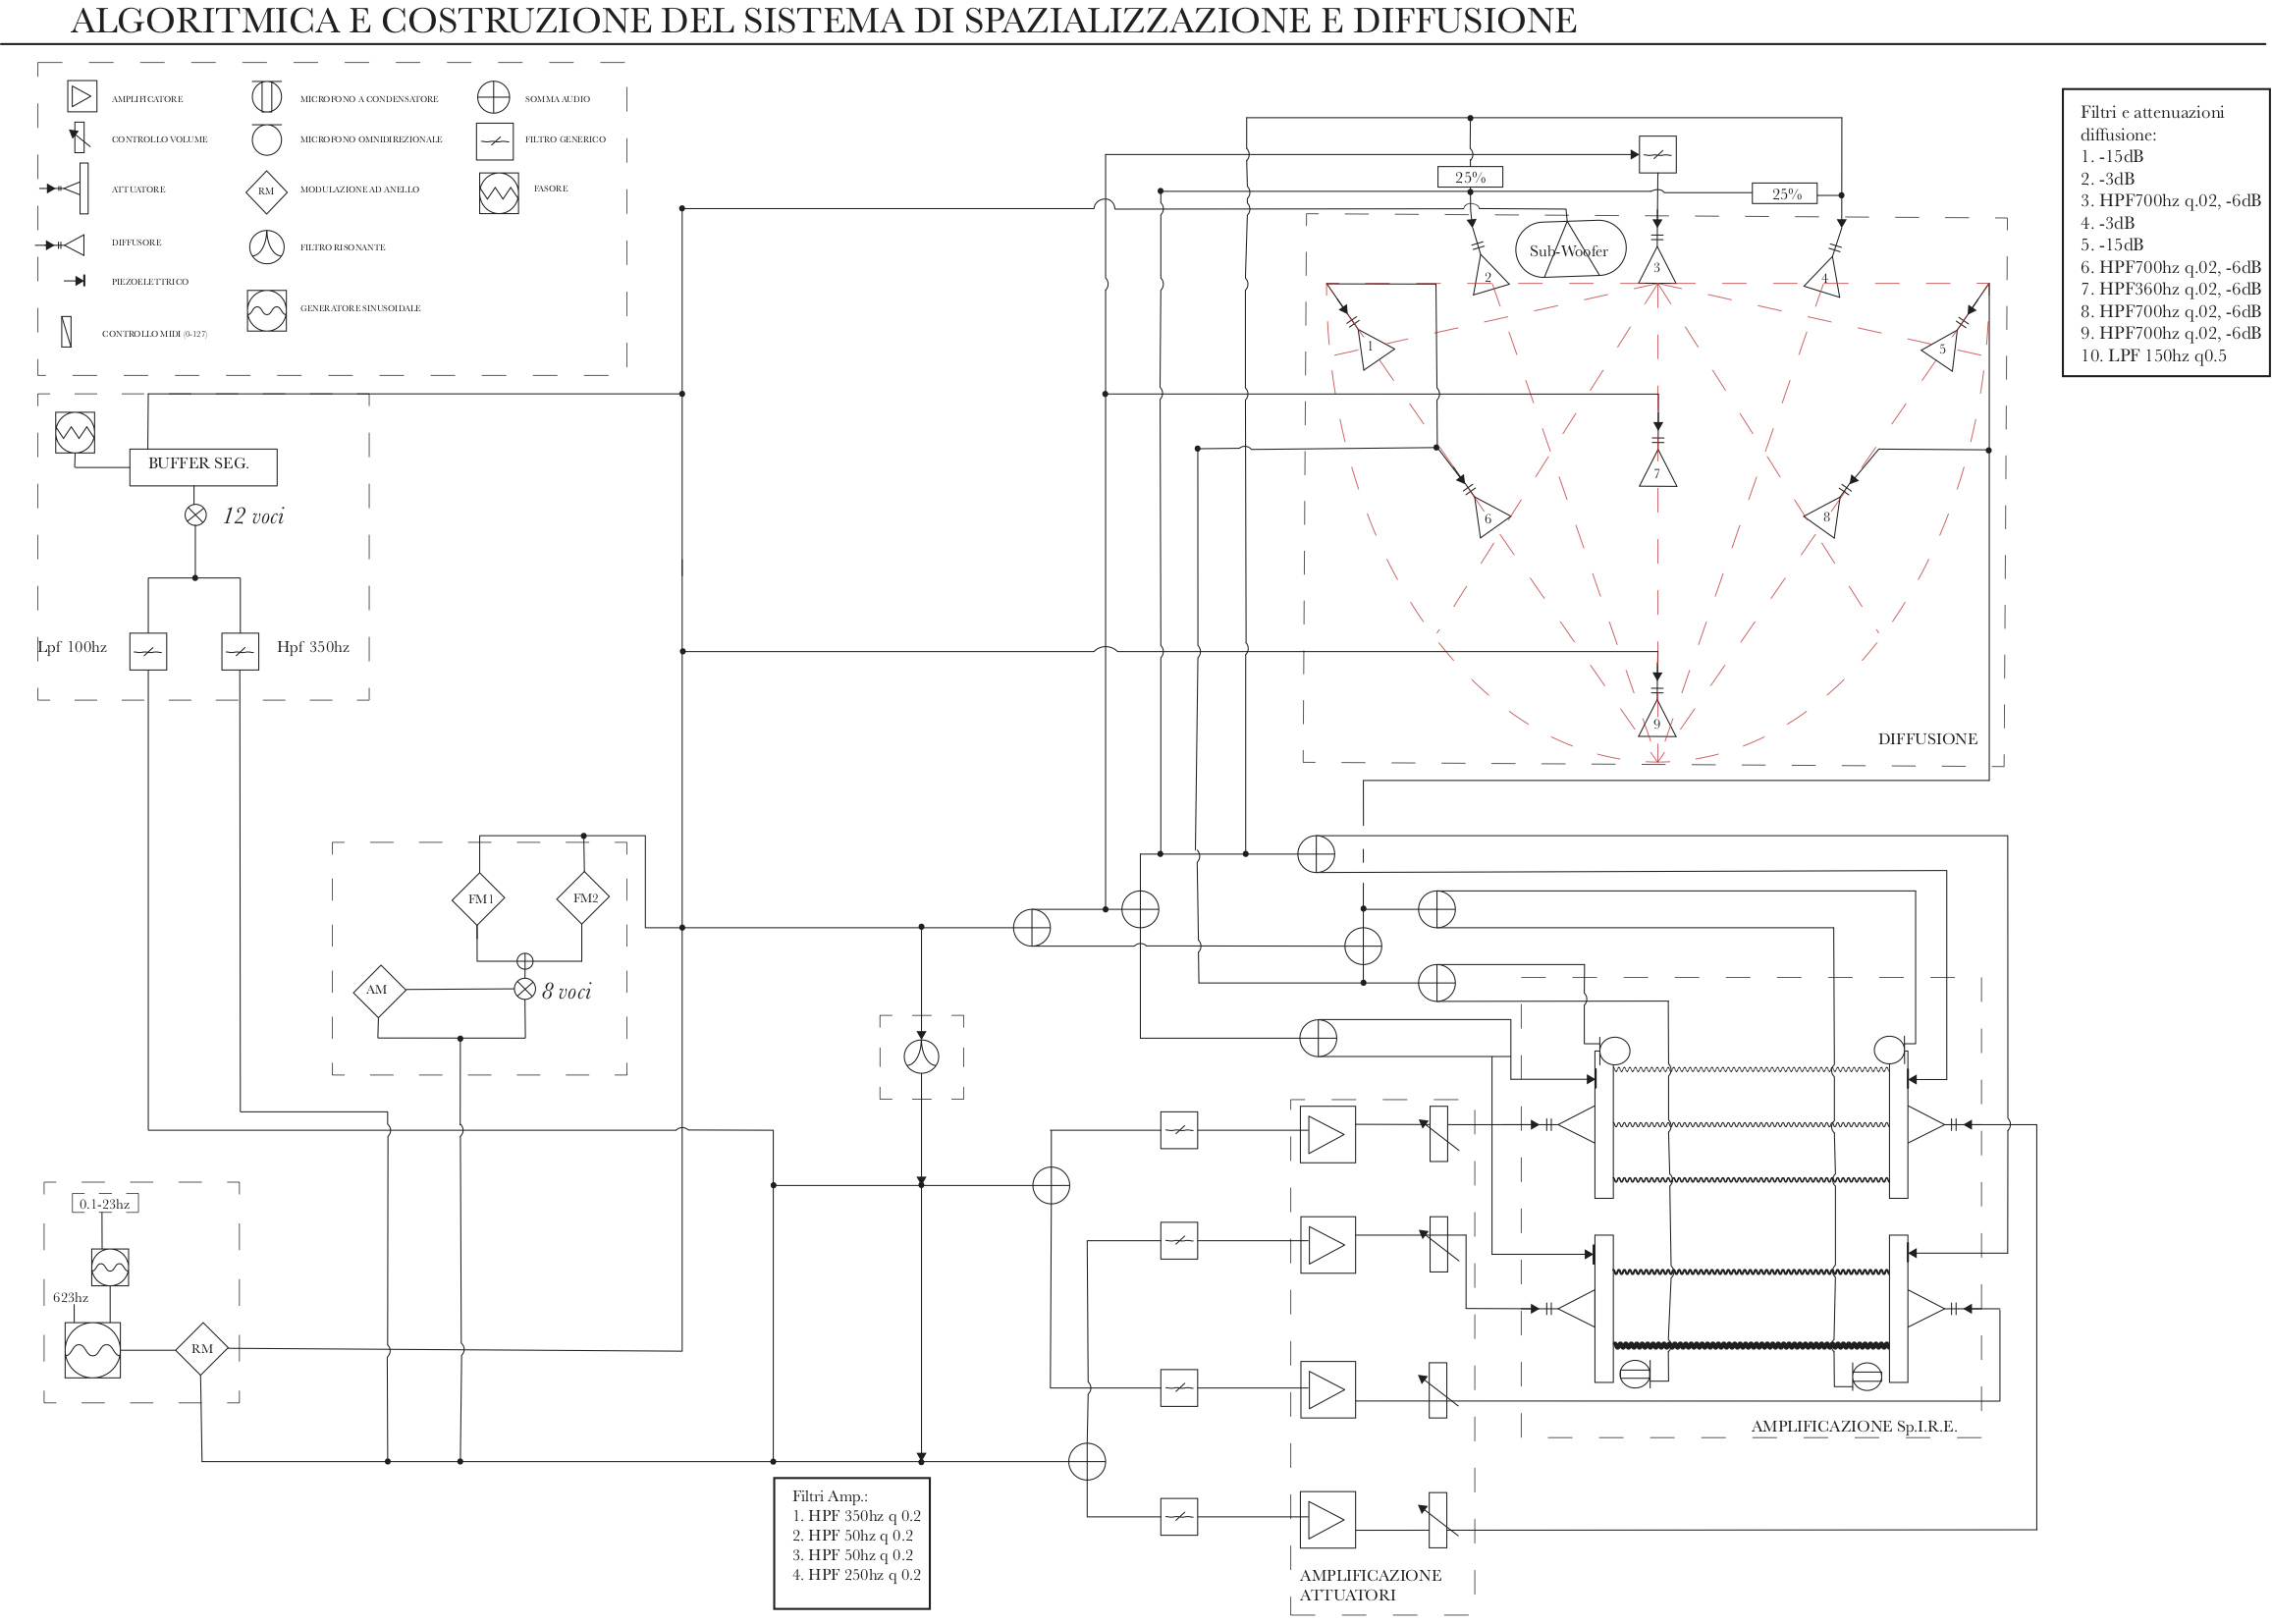 ALGORITMICA E COSTRUZIONE DEL SISTEMA DI SPAZIALIZZAZIONE E DIFFUSIONE
AMPLIFICATORE
CONTROLLO VOLUME
ATTUATORE
DIFFUSORE
PIEZOELETTRICO
CONTROLLO MIDI (0-127)
MICROFONO A CONDENSATORE
MICROFONO OMNIDIREZIONALE
RM
MODULAZIONE AD ANELLO
FILTRO RISONANTE
GENERATORE SINUSOIDALE
SOMMA AUDIO
FILTRO GENERICO
FASORE
Filtri e attenuazioni
diffusione:
1. -15dB
2. -3dB
3. HPF700hz q.02, -6dB
4. -3dB
5. -15dB
6. HPF700hz q.02, -6dB
7. HPF360hz q.02, -6dB
8. HPF700hz q.02, -6dB
9. HPF700hz q.02, -6dB
10. LPF 150hz q0.5
25%
25%
Sub-Woofer
2
3
4
1
5
7
6
8
9
DIFFUSIONE
BUFFER SEG.
12 voci
Lpf 100hz
Hpf 350hz
FM1
FM2
AM
8 voci
0.1-23hz
623hz
RM
Filtri Amp.:
1. HPF 350hz q 0.2
2. HPF 50hz q 0.2
3. HPF 50hz q 0.2
4. HPF 250hz q 0.2
AMPLIFICAZIONE Sp.I.R.E.
AMPLIFICAZIONE
ATTUATORI